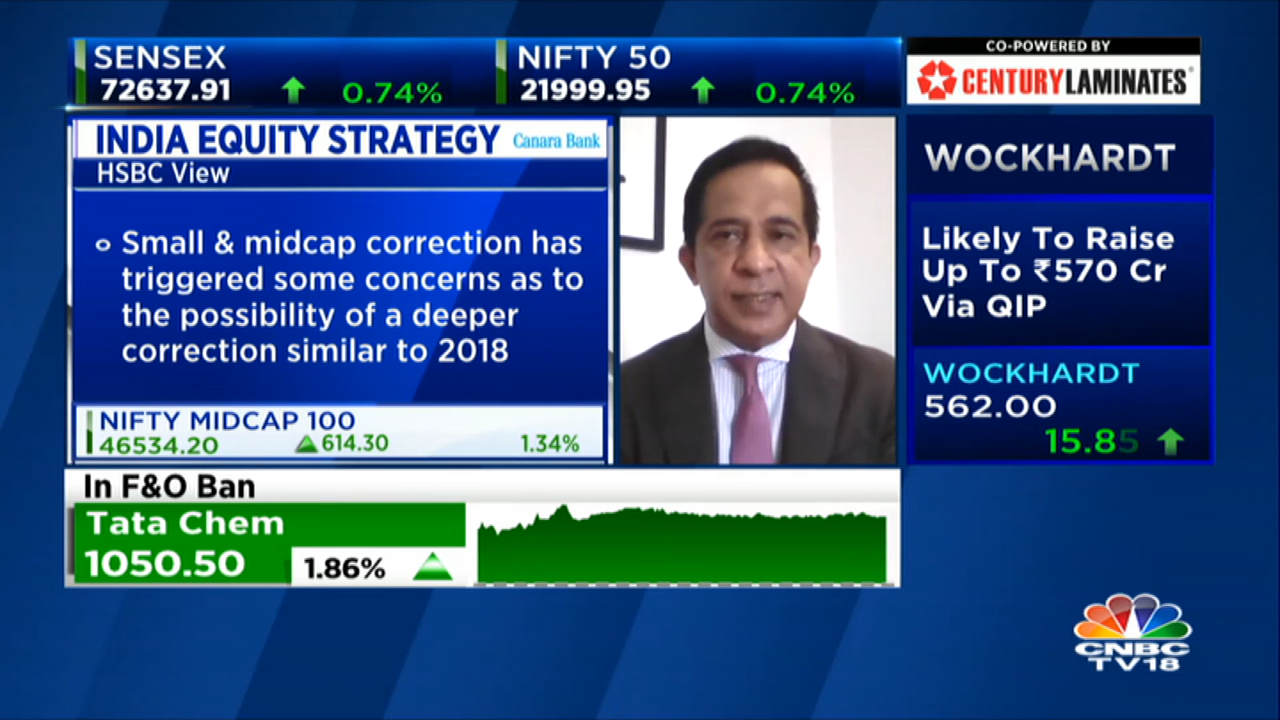 SENSEX
72637.91 0.74%
NIFTY 50
21999.95 0.74%
CO-POWERED BY
CENTURYLAMINATES
INDIA EQUITY STRATEGY Canara Bank
HSBC View
Small & midcap correction has
triggered some concerns as to
the possibility of a deeper
correction similar to 2018
NIFTY MIDCAP 100
46534.20 614.30 1.34%
WOCKHARDT
Likely To Raise
Up To ₹570 Cr
Via QIP
WOCKHARDT
562.00
15.85
In F&O Ban
Tata Chem
1050.50 1.86%
CNBC
TV18